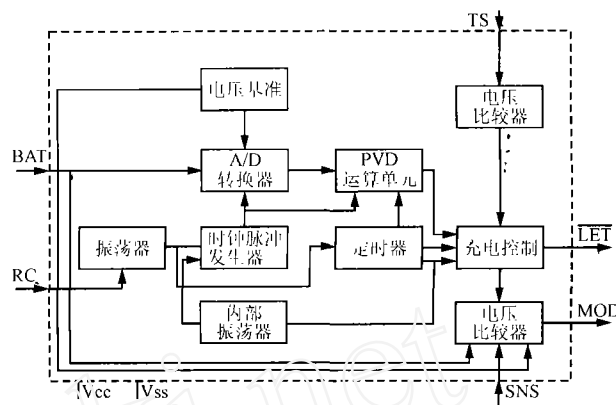 TS
电压基准
电压
比较器
BAT
A/D
转换器
PVD
运算单元
振荡器
时钟脉冲
发生器
定时器
充电控制
LET
RC
内部
振荡器
电压
比较器
MOD
Vcc
Vss
SNS